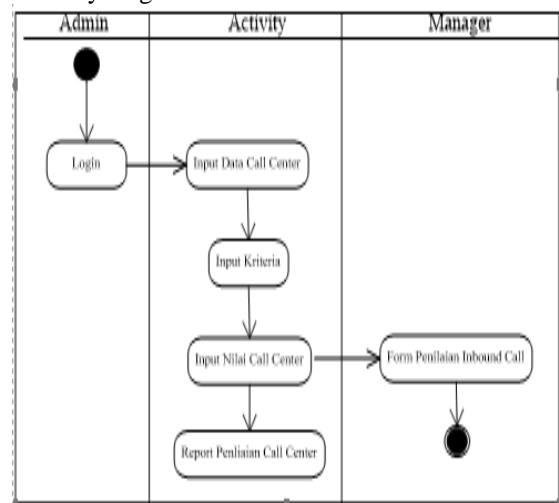 Admin Activity Manager
Login
Input Data Call Center
Input Kriteria
Input Nilai Call Center
Form Penilaian Inbound Call
Report Penliaian Call Center